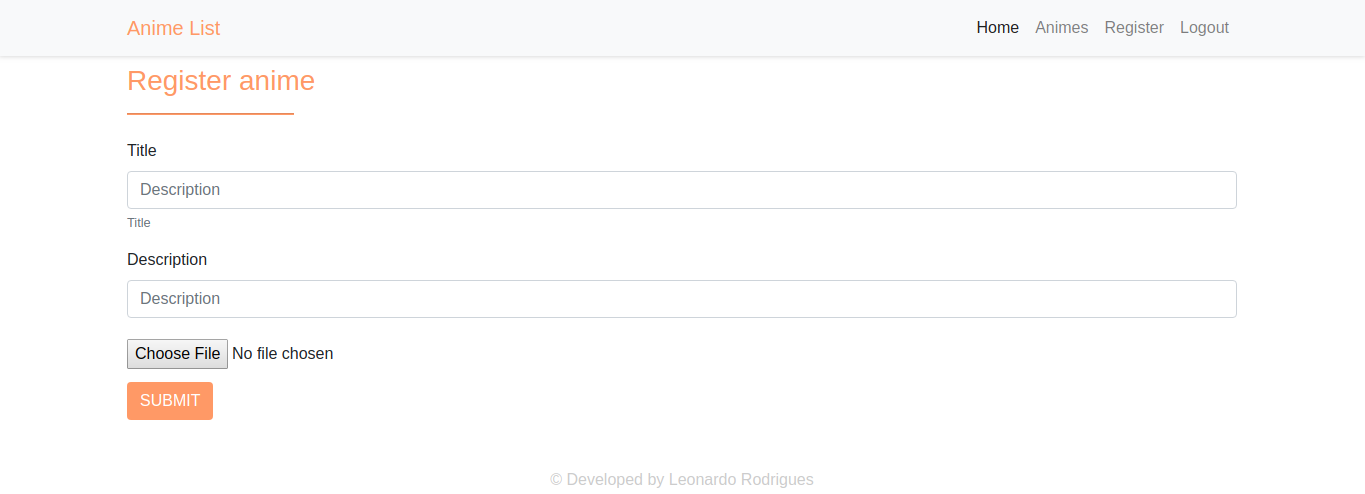 Anime List Home Animes Register Logout
Register anime
Title
Description
Title
Description
Description
Choose File No file chosen
SUBMIT
© Developed by Leonardo Rodrigues